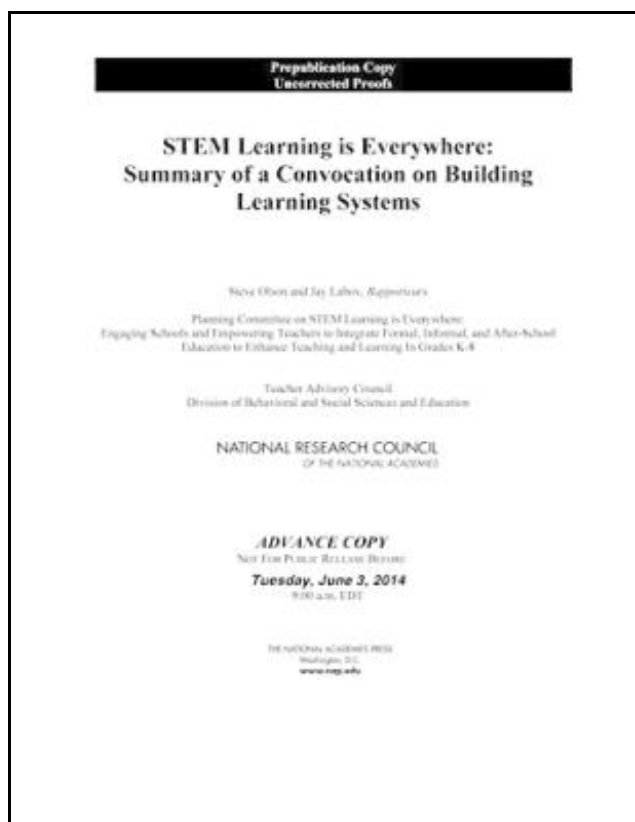 Prepublication Copy
Uncorrected Proofs
STEM Learning is Everywhere:
Summary of a Convocation on Building
Learning Systems
Steve Olson and Jay Labov, Rapporteurs
Planning Committee on STEM Learning is Everywhere:
Engaging Schools and Empowering Teachers to Integrate Formal, Informal, and After-School
Education to Enhance Teaching and Learning In Grades K-8
Teacher Advisory Council
Division of Behavioral and Social Sciences and Education
NATIONAL RESEARCH COUNCIL
OF THE NATIONAL ACADEMIES
ADVANCE COPY
NOT FOR PUBLIC RELEASE BEFORE
Tuesday, June 3, 2014
9:00 a.m. EDT
THE NATIONAL ACADEMIES PRESS
Washington, D.C.
www.nap.edu